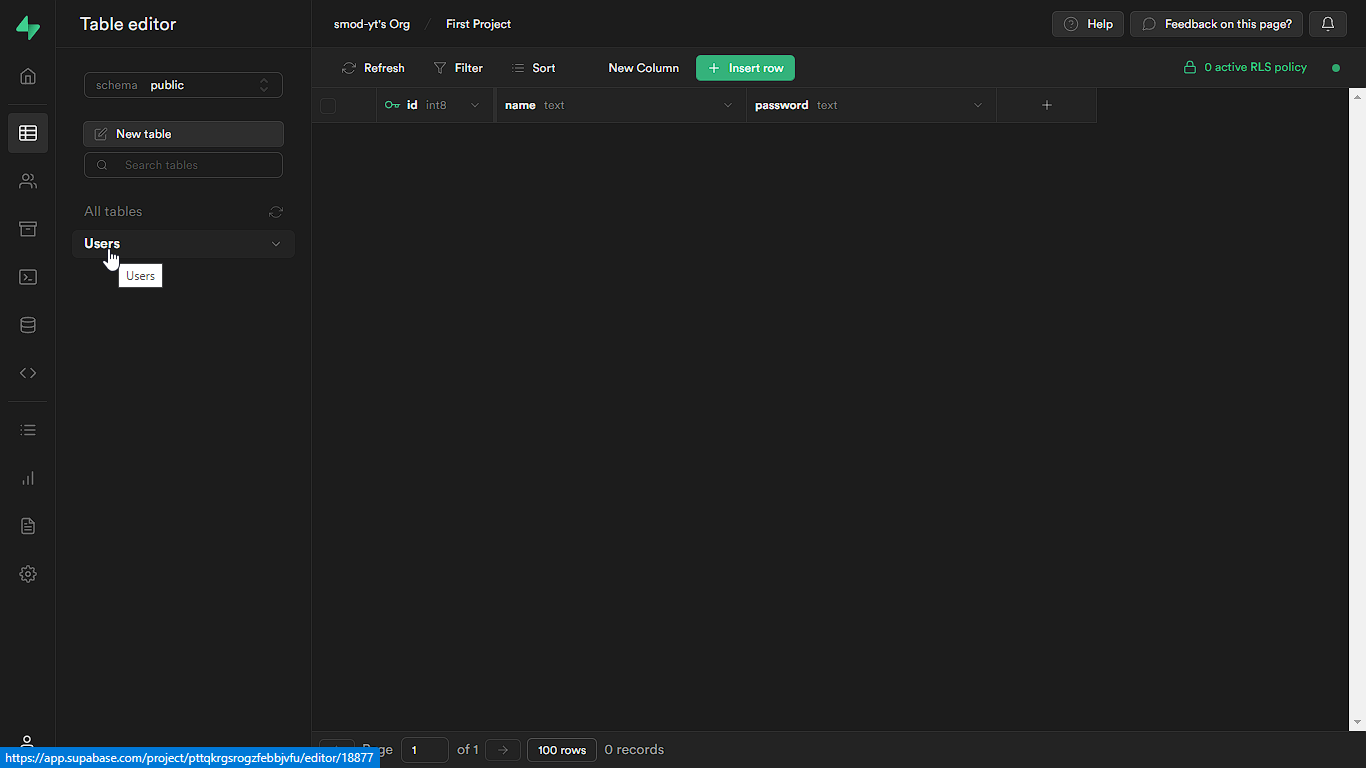 Table editor
smod-yt's Org / First Project
Help
Feedback on this page?
schema public
Refresh
Filter
Sort
New Column
+ Insert row
0 active RLS policy
id int8
name text
password text
+
New table
Search tables
All tables
Users
Users
1
of 1
100 rows
0 records
https://app.supabase.com/project/pttqkrgsrogzfebbjvfu/editor/18877